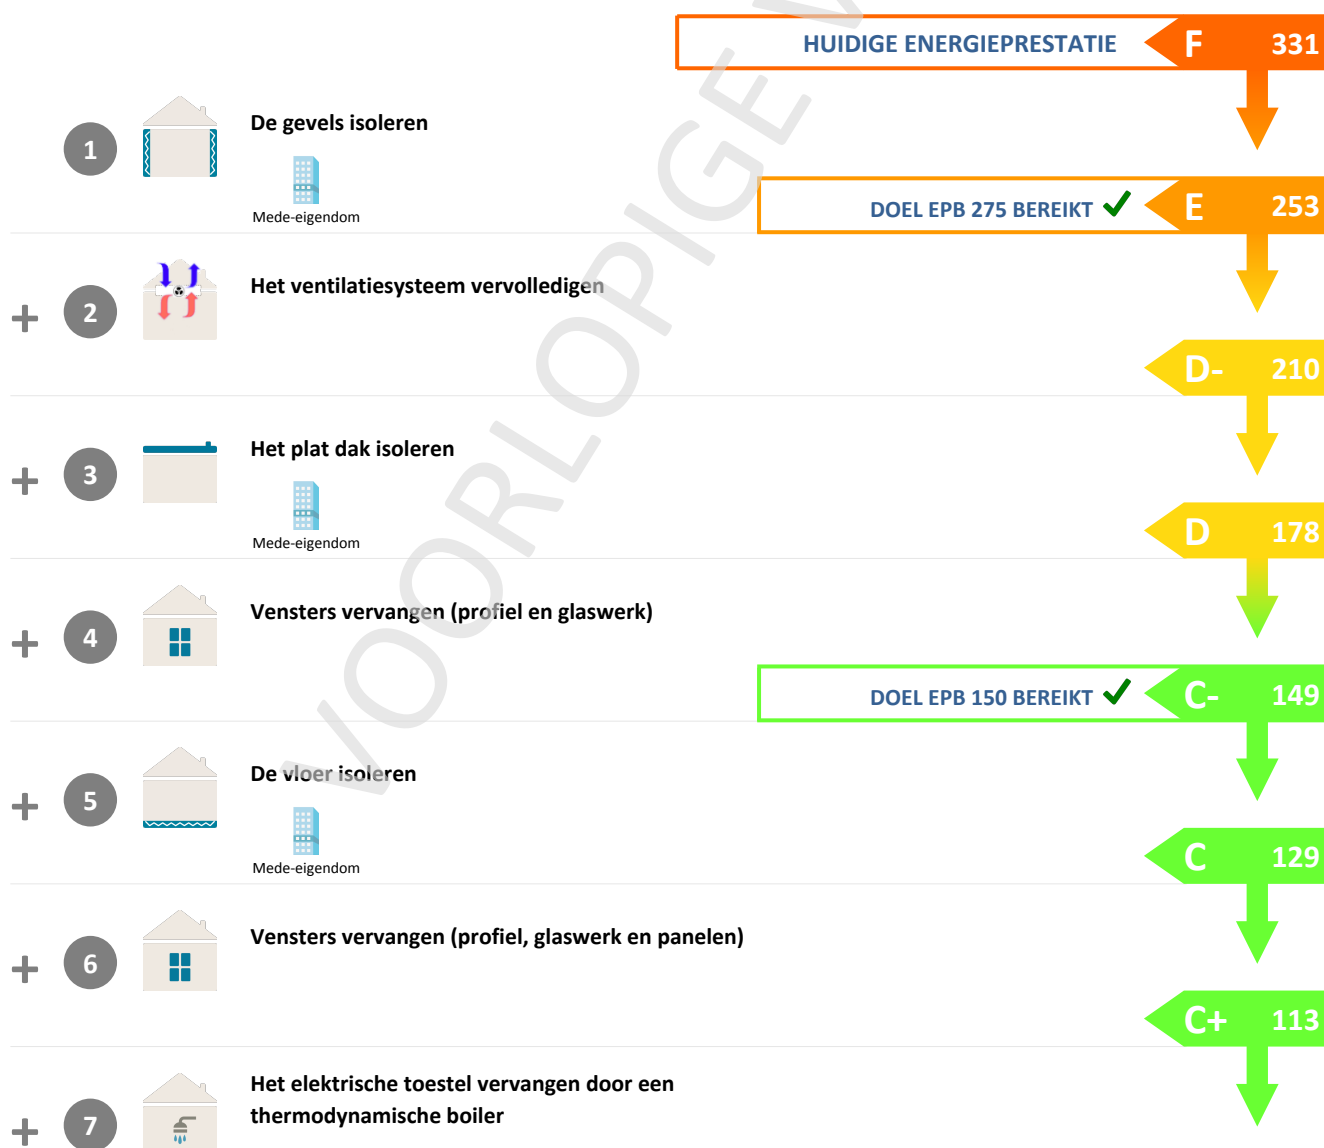 HUIDIGE ENERGIEPRESTATIE F 331
1 De gevels isoleren
Mede-eigendom
DOEL EPB 275 BEREIKT E 253
+ 2 Het ventilatiesysteem vervolledigen
D- 210
+ 3 Het plat dak isoleren
Mede-eigendom
D 178
+ 4 Vensters vervangen (profiel en glaswerk)
DOEL EPB 150 BEREIKT C- 149
+ 5 De vloer isoleren
Mede-eigendom
C 129
+ 6 Vensters vervangen (profiel, glaswerk en panelen)
C+ 113
+ 7 Het elektrische toestel vervangen door een
thermodynamische boiler
VOORLOPIGE